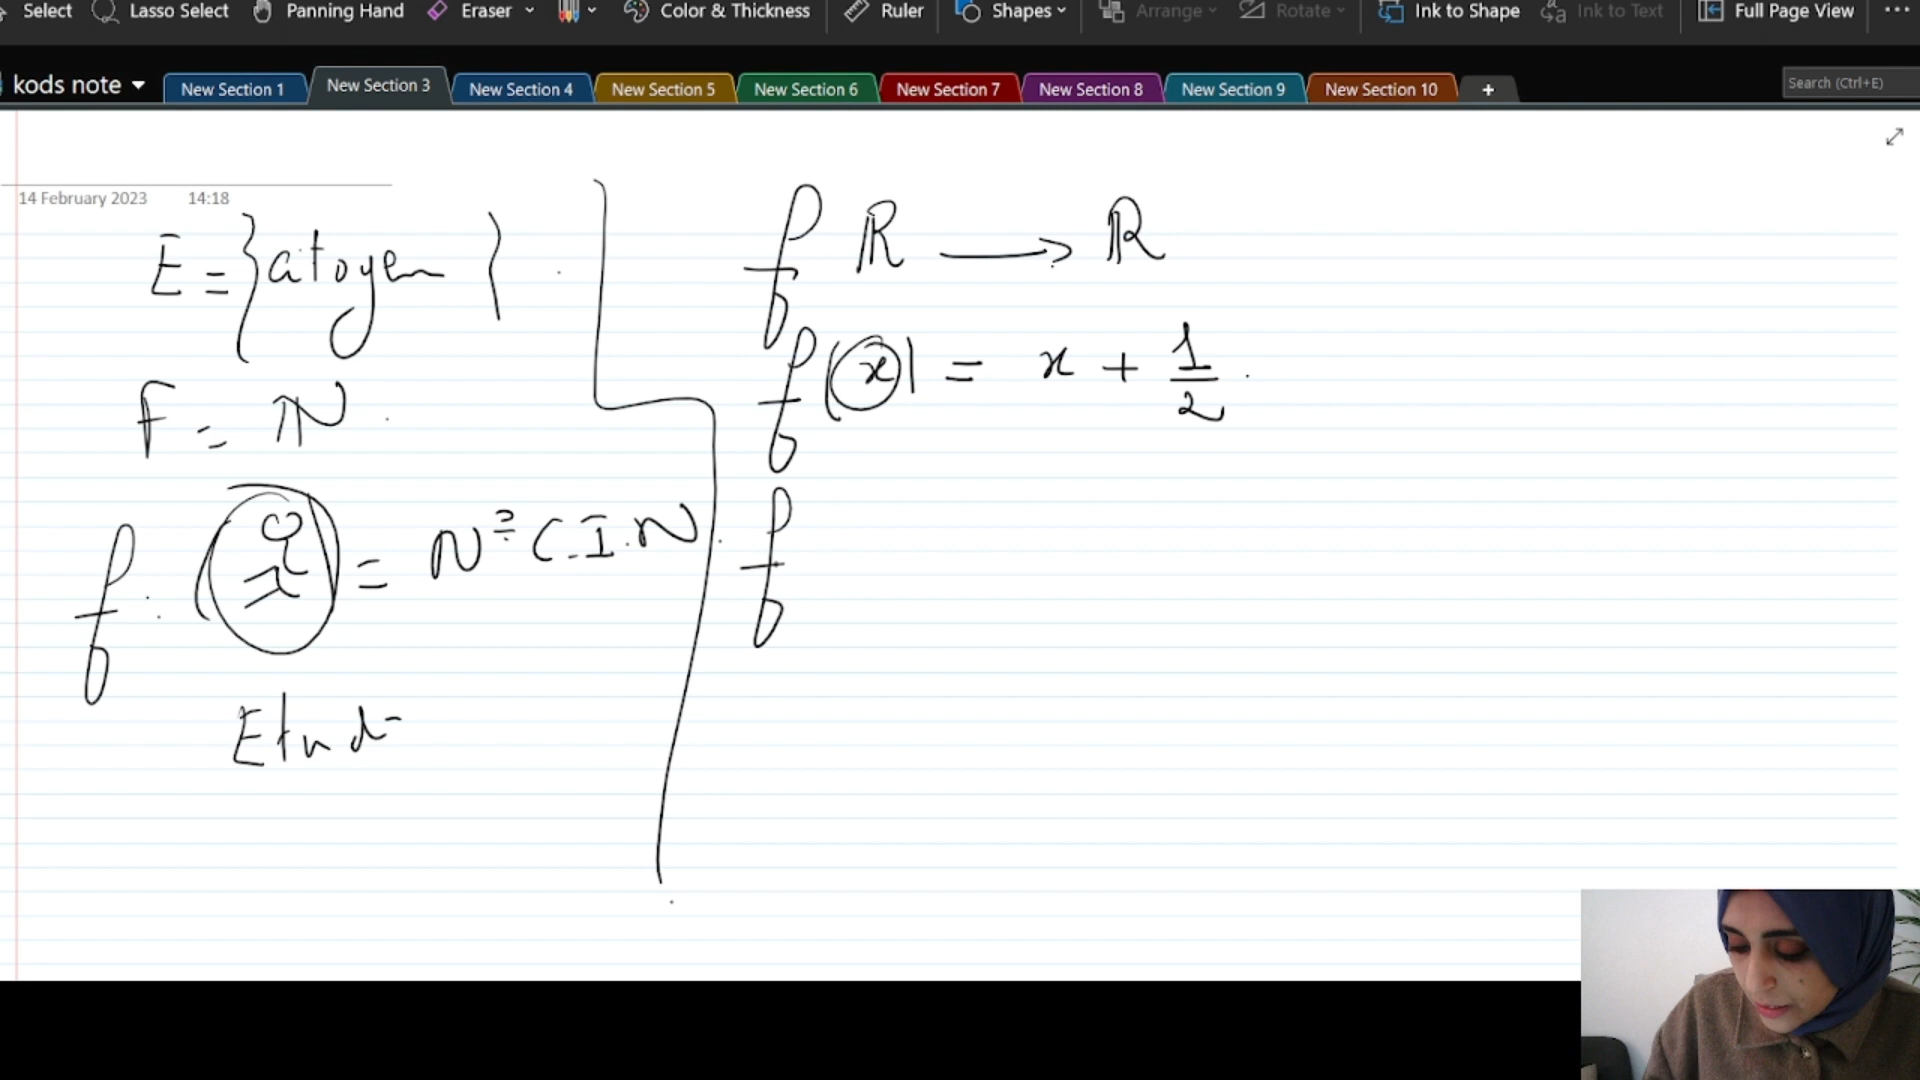 Select Lasso Select Panning Hand Eraser Color & Thickness Ruler Shapes Arrange Rotate Ink to Shape Ink to Text Full Page View
kods note New Section 1 New Section 3 New Section 4 New Section 5 New Section 6 New Section 7 New Section 8 New Section 9 New Section 10 + Search (Ctrl+E)
14 February 2023 14:18
E = {citoyen}
F = ℕ
f : ( ) = N° C.I.N.
Etud-
f ℝ → ℝ
f(x) = x + 1/2
f